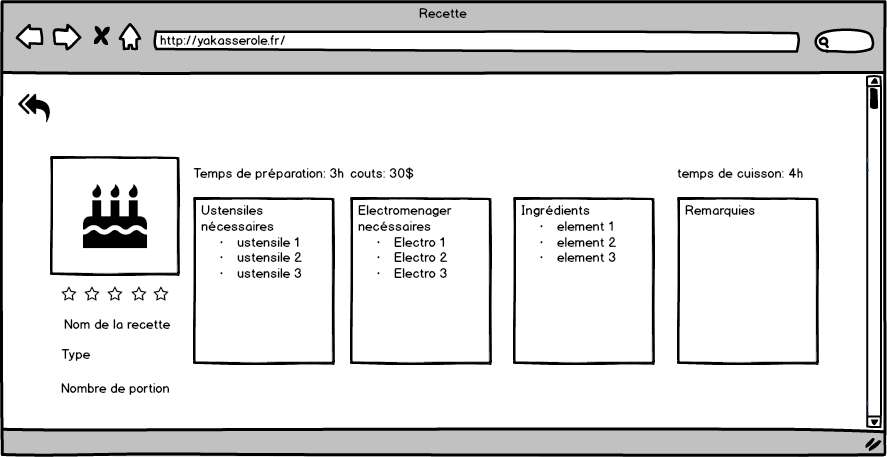 Recette
http://yakasserole.fr/
Temps de préparation: 3h couts: 30$
temps de cuisson: 4h
Ustensiles
nécessaires
· ustensile 1
· ustensile 2
· ustensile 3
Electromenager
necéssaires
· Electro 1
· Electro 2
· Electro 3
Ingrédients
· element 1
· element 2
· element 3
Remarquies
Nom de la recette
Type
Nombre de portion